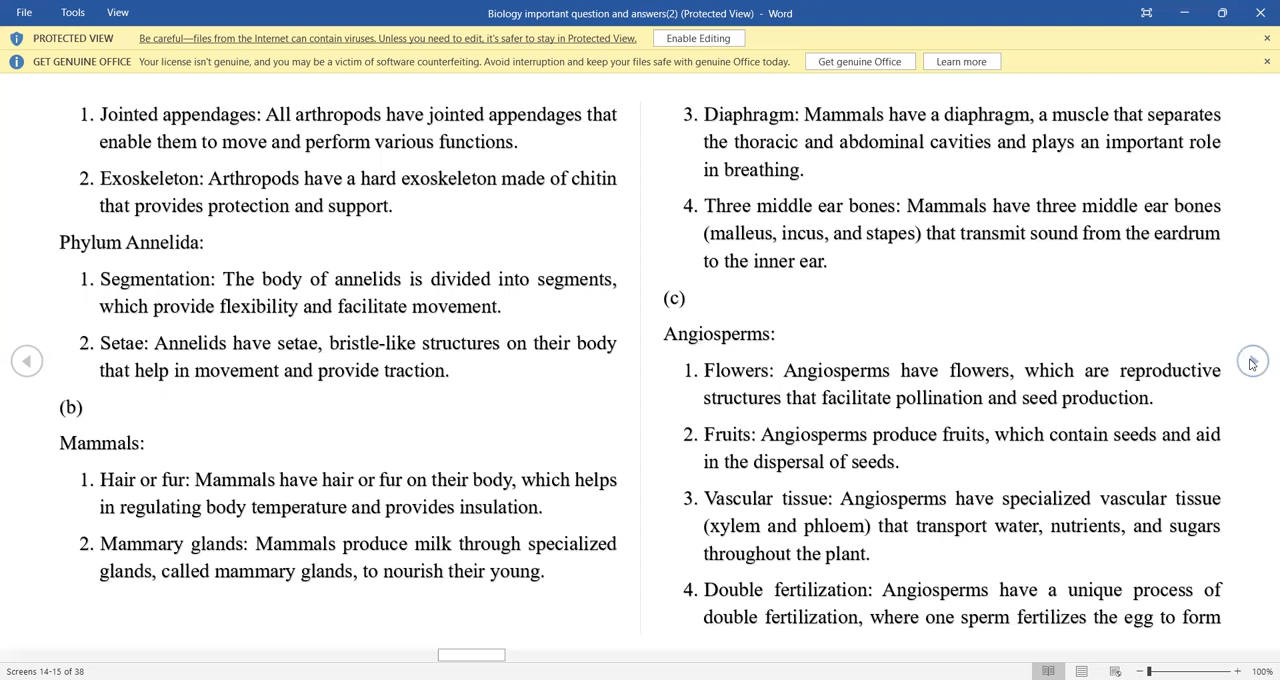 File Tools View
Biology important question and answers(2) (Protected View) - Word
PROTECTED VIEW Be careful—files from the Internet can contain viruses. Unless you need to edit, it's safer to stay in Protected View. Enable Editing
GET GENUINE OFFICE Your license isn't genuine, and you may be a victim of software counterfeiting. Avoid interruption and keep your files safe with genuine Office today. Get genuine Office Learn more
1. Jointed appendages: All arthropods have jointed appendages that
enable them to move and perform various functions.
2. Exoskeleton: Arthropods have a hard exoskeleton made of chitin
that provides protection and support.
Phylum Annelida:
1. Segmentation: The body of annelids is divided into segments,
which provide flexibility and facilitate movement.
2. Setae: Annelids have setae, bristle-like structures on their body
that help in movement and provide traction.
(b)
Mammals:
1. Hair or fur: Mammals have hair or fur on their body, which helps
in regulating body temperature and provides insulation.
2. Mammary glands: Mammals produce milk through specialized
glands, called mammary glands, to nourish their young.
3. Diaphragm: Mammals have a diaphragm, a muscle that separates
the thoracic and abdominal cavities and plays an important role
in breathing.
4. Three middle ear bones: Mammals have three middle ear bones
(malleus, incus, and stapes) that transmit sound from the eardrum
to the inner ear.
(c)
Angiosperms:
1. Flowers: Angiosperms have flowers, which are reproductive
structures that facilitate pollination and seed production.
2. Fruits: Angiosperms produce fruits, which contain seeds and aid
in the dispersal of seeds.
3. Vascular tissue: Angiosperms have specialized vascular tissue
(xylem and phloem) that transport water, nutrients, and sugars
throughout the plant.
4. Double fertilization: Angiosperms have a unique process of
double fertilization, where one sperm fertilizes the egg to form
Screens 14-15 of 38
100%